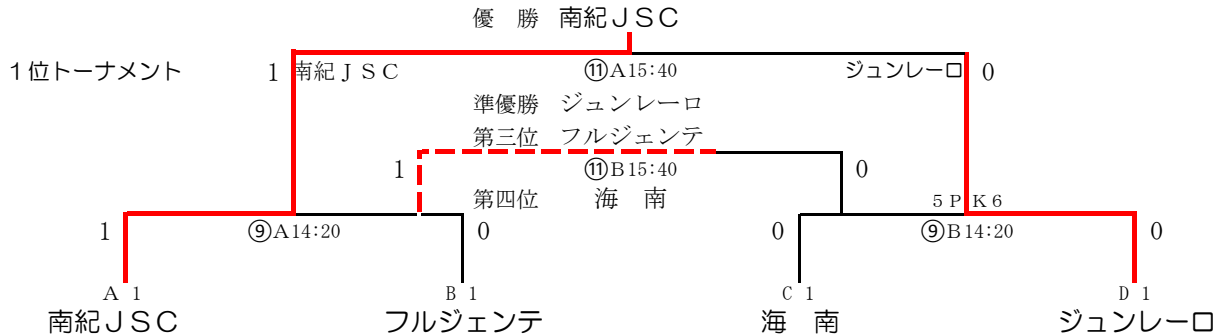 優　勝 南紀ＪＳＣ
１位トーナメント 1 南紀ＪＳＣ ⑪A15:40 ジュンレーロ 0
準優勝 ジュンレーロ
第三位 フルジェンテ
1 ⑪B15:40 0
第四位 海　南
５ＰＫ６
1 ⑨A14:20 0 0 ⑨B14:20 0
Ａ 1 Ｂ 1 Ｃ 1 Ｄ 1
南紀ＪＳＣ フルジェンテ 海　南 ジュンレーロ